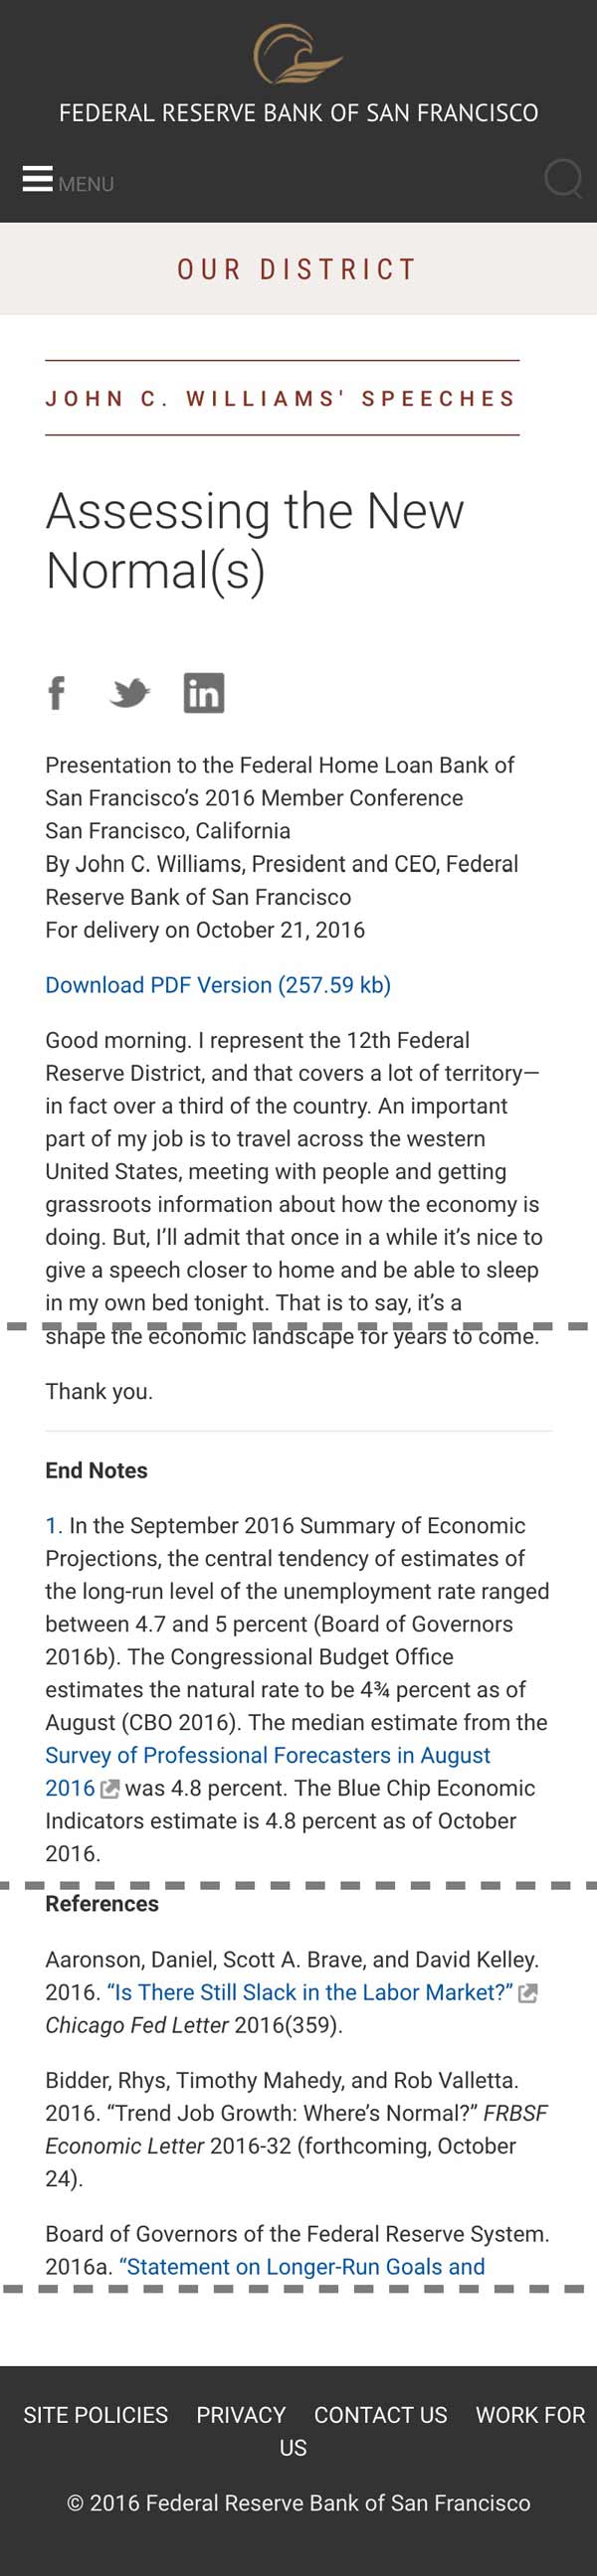 FEDERAL RESERVE BANK OF SAN FRANCISCO
MENU
OUR DISTRICT
JOHN C. WILLIAMS' SPEECHES
Assessing the New
Normal(s)
f
in
Presentation to the Federal Home Loan Bank of
San Francisco’s 2016 Member Conference
San Francisco, California
By John C. Williams, President and CEO, Federal
Reserve Bank of San Francisco
For delivery on October 21, 2016
Download PDF Version (257.59 kb)
Good morning. I represent the 12th Federal
Reserve District, and that covers a lot of territory—
in fact over a third of the country. An important
part of my job is to travel across the western
United States, meeting with people and getting
grassroots information about how the economy is
doing. But, I’ll admit that once in a while it’s nice to
give a speech closer to home and be able to sleep
in my own bed tonight. That is to say, it’s a
shape the economic landscape for years to come.
Thank you.
End Notes
1. In the September 2016 Summary of Economic
Projections, the central tendency of estimates of
the long-run level of the unemployment rate ranged
between 4.7 and 5 percent (Board of Governors
2016b). The Congressional Budget Office
estimates the natural rate to be 4¾ percent as of
August (CBO 2016). The median estimate from the
Survey of Professional Forecasters in August
2016 was 4.8 percent. The Blue Chip Economic
Indicators estimate is 4.8 percent as of October
2016.
References
Aaronson, Daniel, Scott A. Brave, and David Kelley.
2016. “Is There Still Slack in the Labor Market?”
Chicago Fed Letter 2016(359).
Bidder, Rhys, Timothy Mahedy, and Rob Valletta.
2016. “Trend Job Growth: Where’s Normal?” FRBSF
Economic Letter 2016-32 (forthcoming, October
24).
Board of Governors of the Federal Reserve System.
2016a. “Statement on Longer-Run Goals and
SITE POLICIES PRIVACY CONTACT US WORK FOR
US
© 2016 Federal Reserve Bank of San Francisco